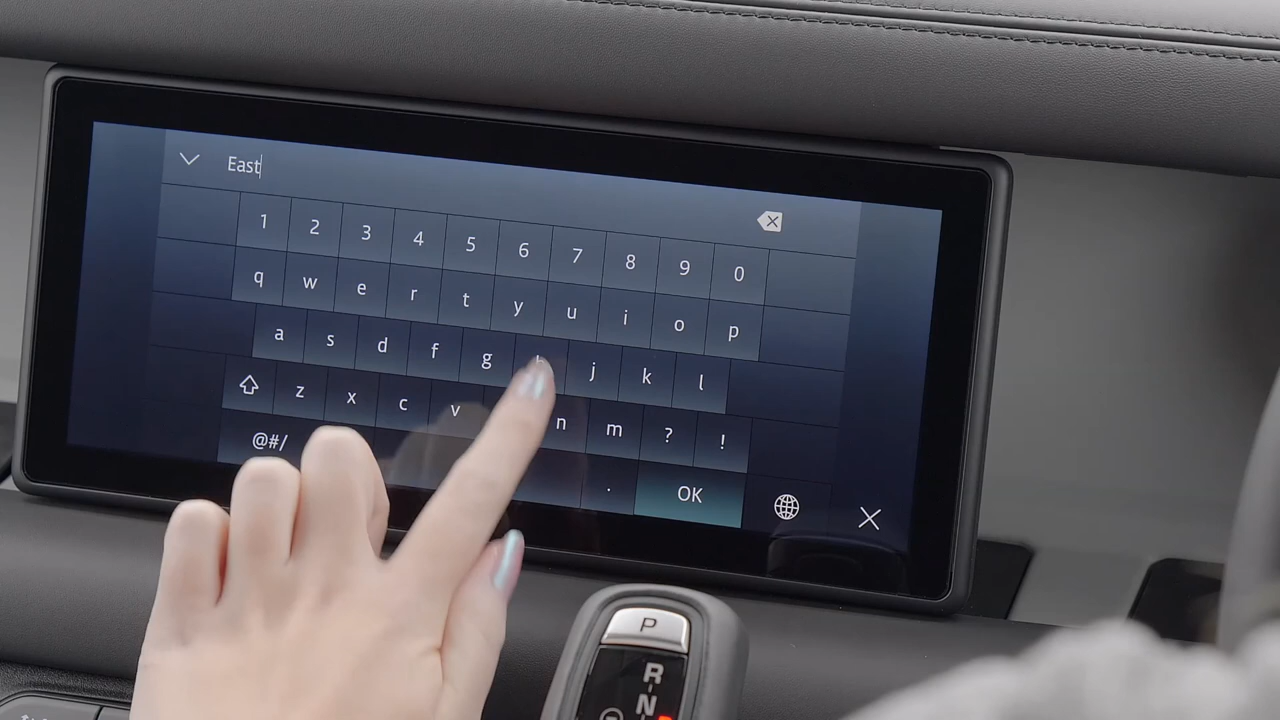 East
1 2 3 4 5 6 7 8 9 0
q w e r t y u i o p
a s d f g h j k l
z x c v n m ? !
@#/ . OK
P
R
N